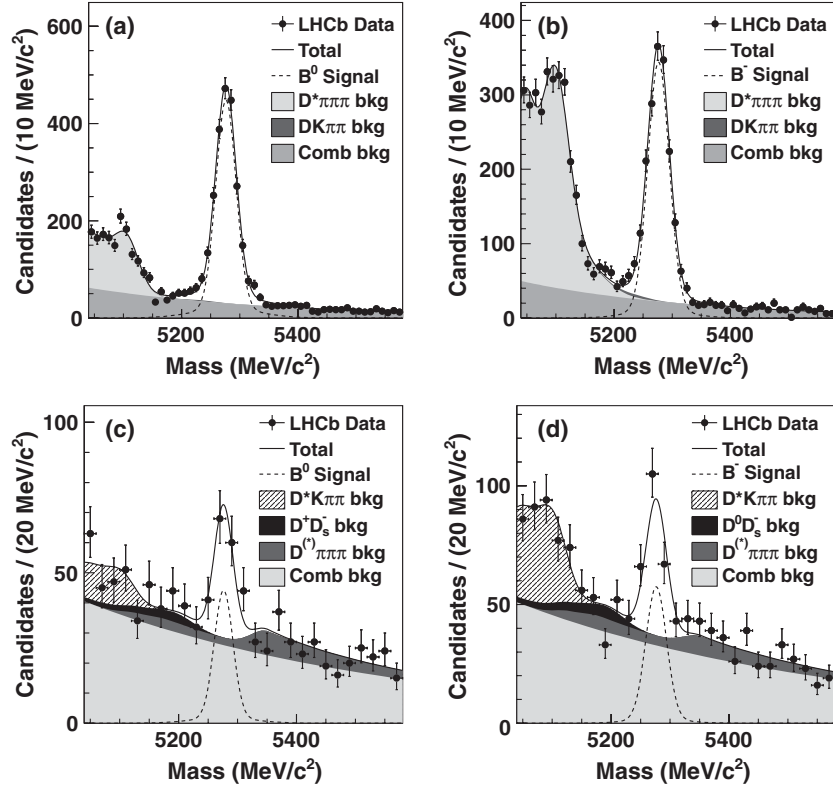 (a)
LHCb Data
Total
B⁰ Signal
D*πππ bkg
DKππ bkg
Comb bkg
600
400
200
0
5200
5400
Candidates / (10 MeV/c²)
Mass (MeV/c²)
(b)
LHCb Data
Total
B⁻ Signal
D*πππ bkg
DKππ bkg
Comb bkg
400
300
200
100
0
5200
5400
Candidates / (10 MeV/c²)
Mass (MeV/c²)
(c)
LHCb Data
Total
B⁰ Signal
D*Kππ bkg
D⁺Dₛ⁻ bkg
D⁽*⁾πππ bkg
Comb bkg
100
50
0
5200
5400
Candidates / (20 MeV/c²)
Mass (MeV/c²)
(d)
LHCb Data
Total
B⁻ Signal
D*Kππ bkg
D⁰Dₛ⁻ bkg
D⁽*⁾πππ bkg
Comb bkg
100
50
0
5200
5400
Candidates / (20 MeV/c²)
Mass (MeV/c²)